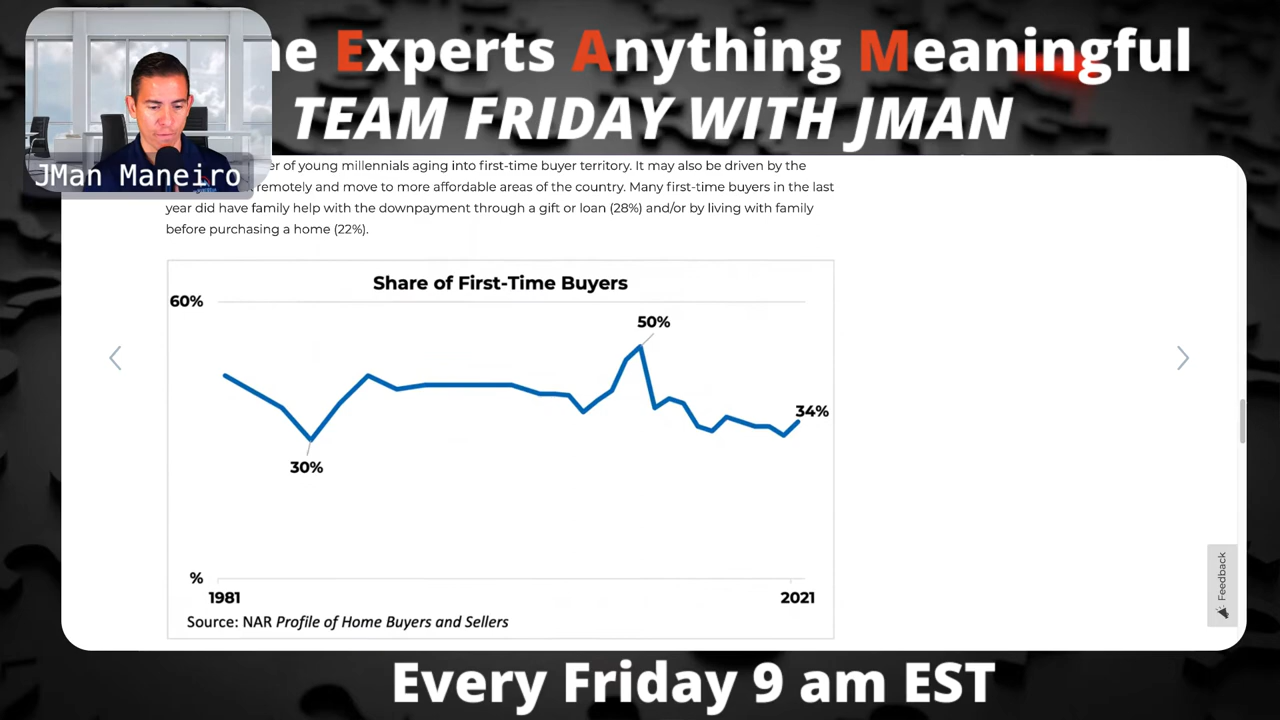 ne Experts Anything Meaningful
TEAM FRIDAY WITH JMAN
JMan Maneiro
er of young millennials aging into first-time buyer territory. It may also be driven by the
remotely and move to more affordable areas of the country. Many first-time buyers in the last
year did have family help with the downpayment through a gift or loan (28%) and/or by living with family
before purchasing a home (22%).
Share of First-Time Buyers
60%
50%
34%
30%
%
1981
2021
Source: NAR Profile of Home Buyers and Sellers
Feedback
Every Friday 9 am EST